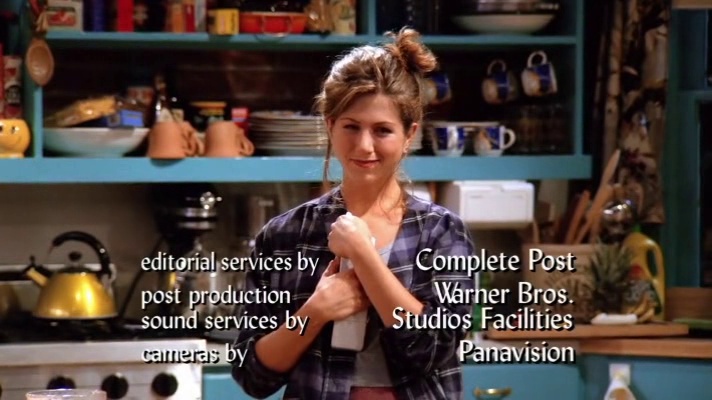 editorial services by Complete Post
post production Warner Bros.
sound services by Studios Facilities
cameras by Panavision